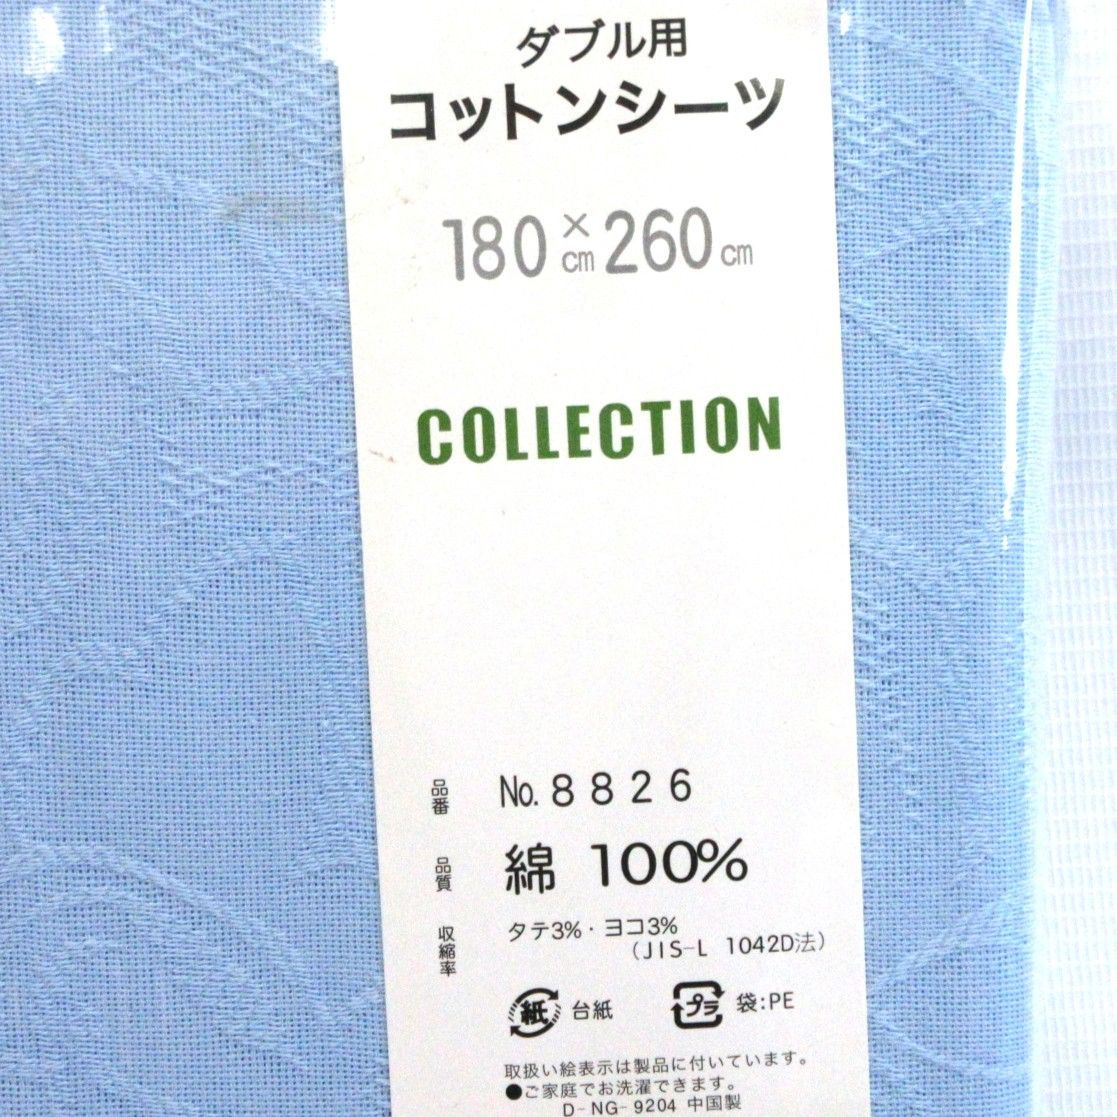 ダブル用
コットンシーツ
180cm×260cm
COLLECTION
品番 No.8826
品質 綿 100%
収縮率 タテ3%・ヨコ3%
(JIS-L 1042D法)
紙 台紙 プラ 袋:PE
取扱い絵表示は製品に付いています。
●ご家庭でお洗濯できます。
D-NG-9204 中国製